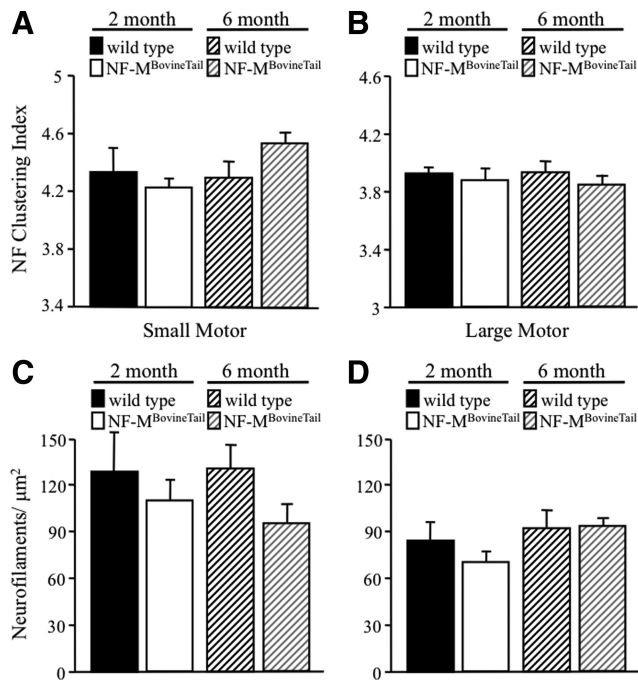 A
2 month 6 month
wild type wild type
NF-M^BovineTail NF-M^BovineTail
NF Clustering Index
5
4.6
4.2
3.8
3.4
Small Motor
B
2 month 6 month
wild type wild type
NF-M^BovineTail NF-M^BovineTail
4.6
4.2
3.8
3.4
3
Large Motor
C
2 month 6 month
wild type wild type
NF-M^BovineTail NF-M^BovineTail
Neurofilaments/ μm²
150
120
90
60
30
0
D
2 month 6 month
wild type wild type
NF-M^BovineTail NF-M^BovineTail
150
120
90
60
30
0